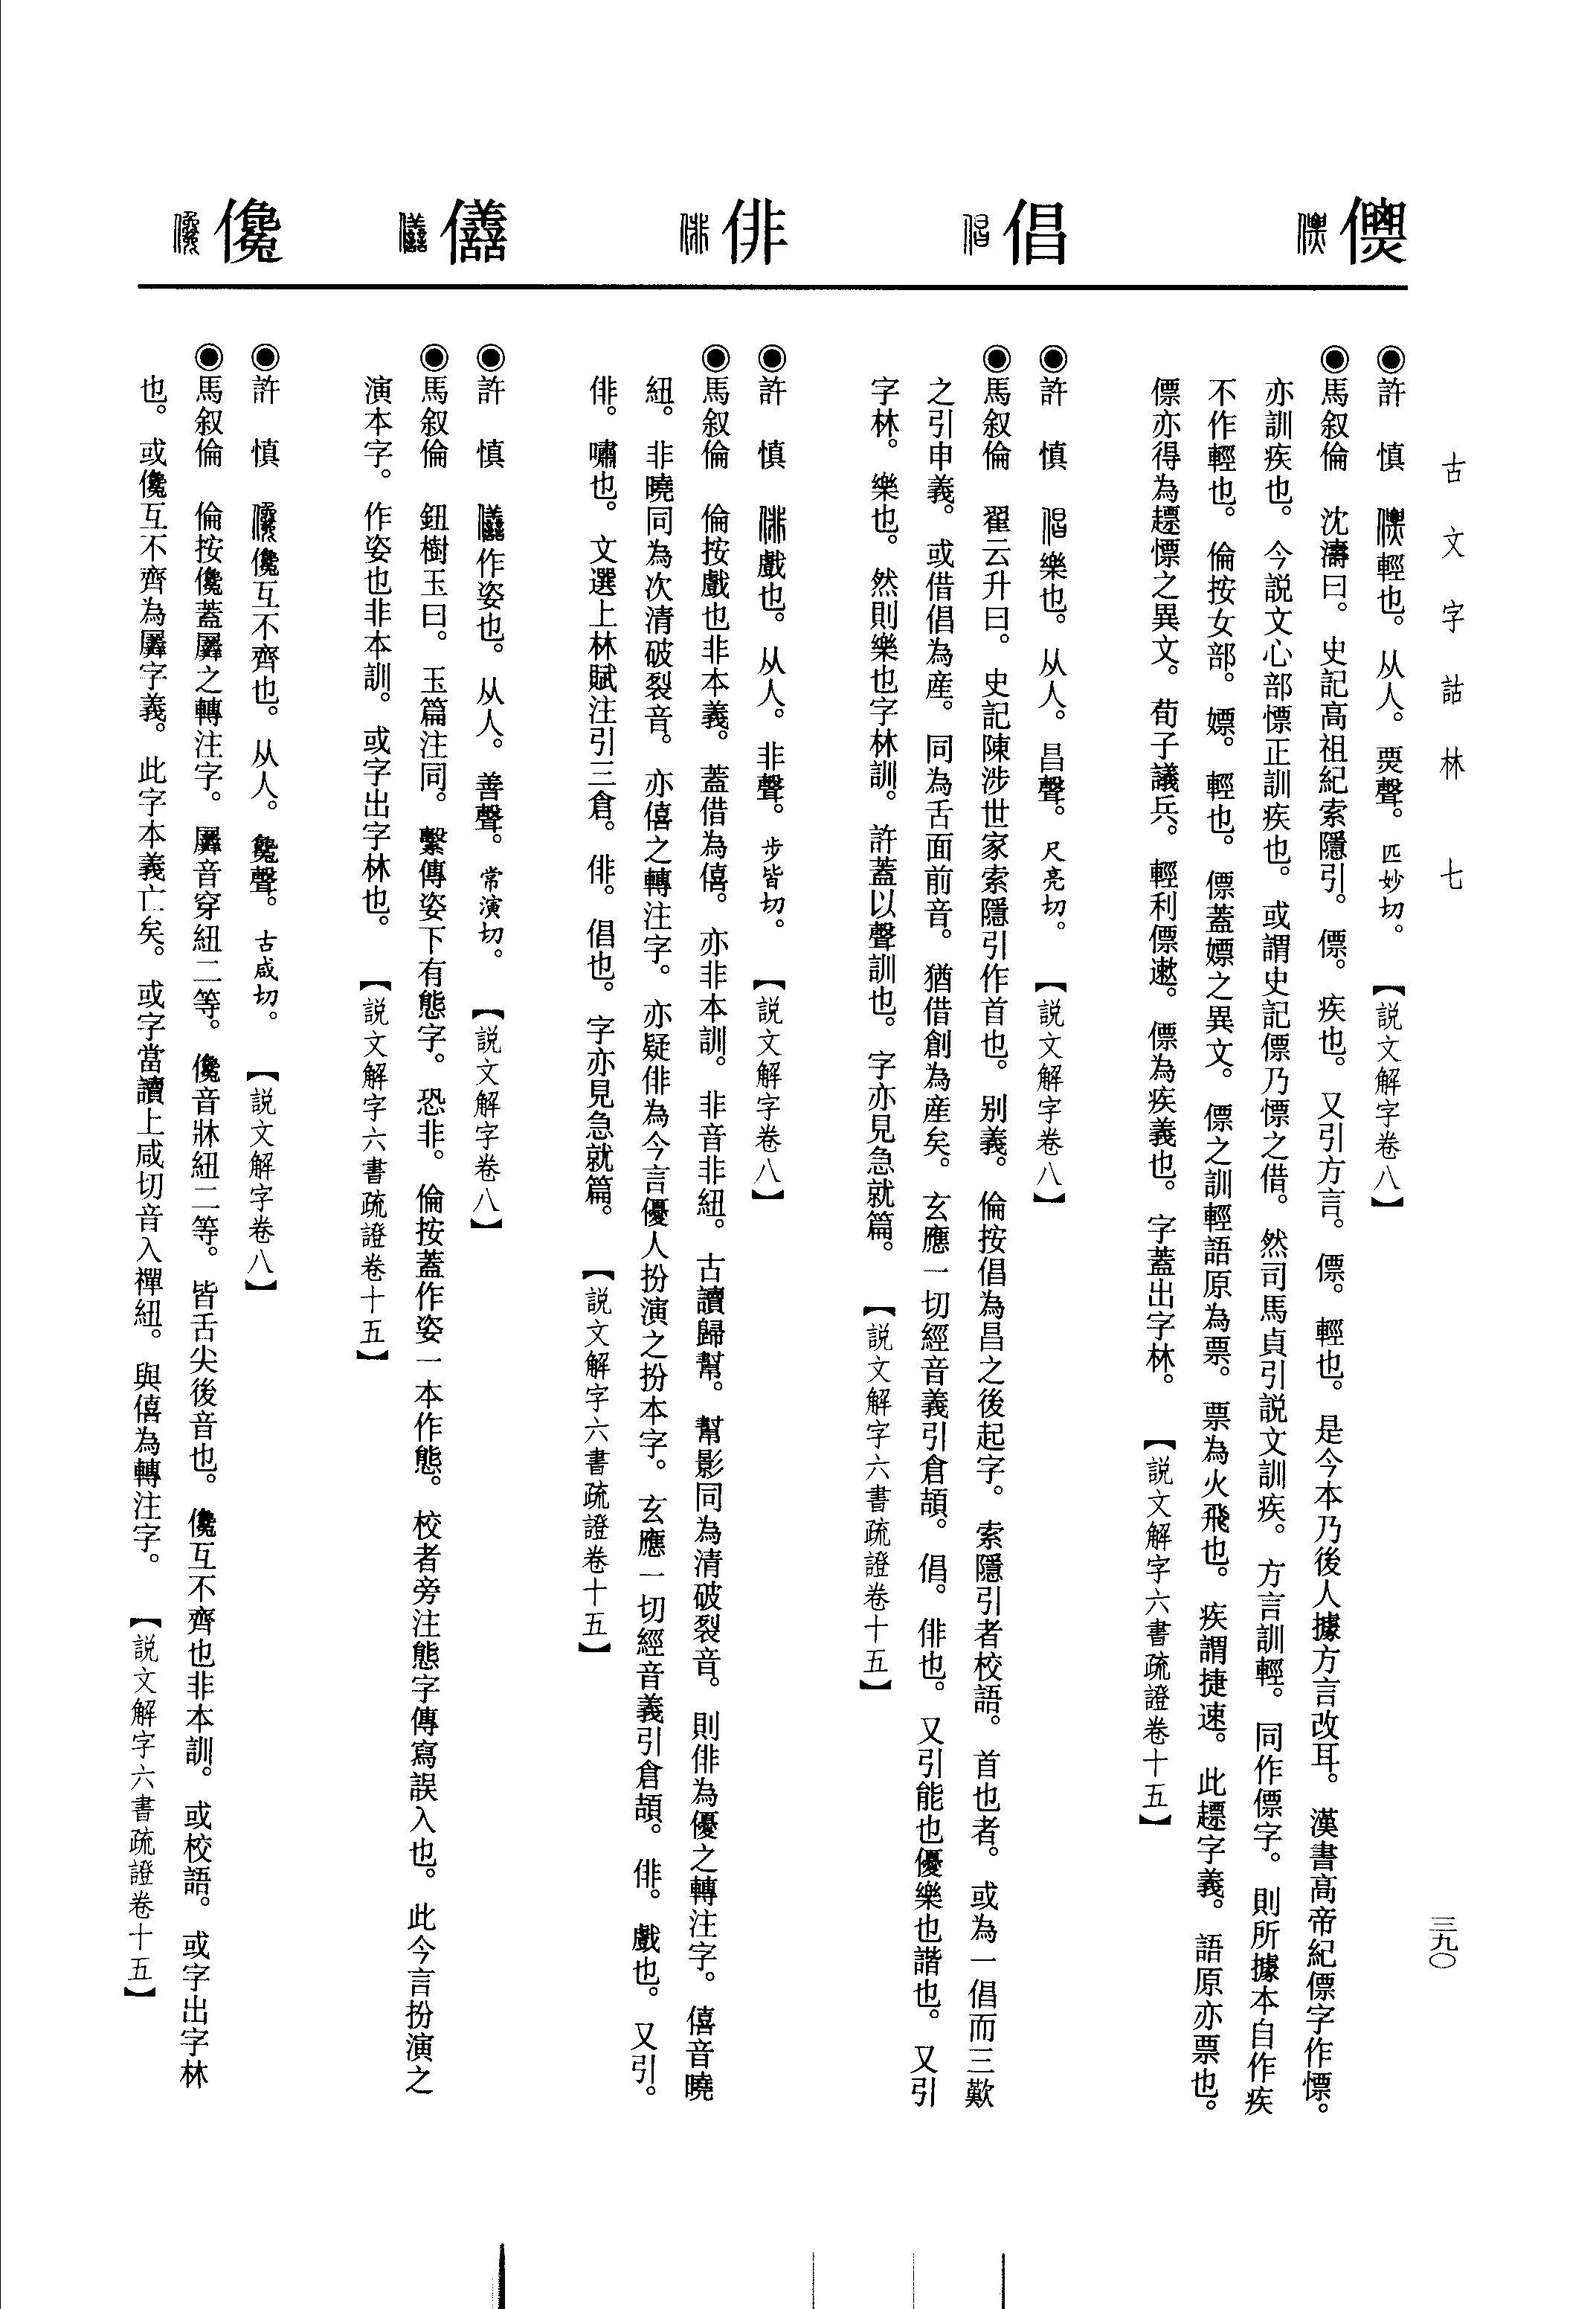 古文字詁林　七
三九〇
僄
◉許　慎　輕也。从人。𤐫聲。匹妙切。【説文解字卷八】
◉馬叙倫　沈濤曰。史記高祖紀索隱引。僄。疾也。又引方言。僄。輕也。是今本乃後人據方言改耳。漢書高帝紀僄字作慓。
亦訓疾也。今説文心部慓正訓疾也。或謂史記僄乃慓之借。然司馬貞引説文訓疾。方言訓輕。同作僄字。則所據本自作疾
不作輕也。倫按女部。嫖。輕也。僄蓋嫖之異文。僄之訓輕語原為票。票為火飛也。疾謂捷速。此趮字義。語原亦票也。
僄亦得為慓之異文。荀子議兵。輕利僄遬。僄為疾義也。字蓋出字林。【説文解字六書疏證卷十五】
倡
◉許　慎　樂也。从人。昌聲。尺亮切。【説文解字卷八】
◉馬叙倫　翟云升曰。史記陳涉世家索隱引作首也。别義。倫按倡為昌之後起字。索隱引者校語。首也者。或為一倡而三歎
之引申義。或借倡為産。同為舌面前音。猶借創為産矣。玄應一切經音義引倉頡。倡。俳也。又引能也優樂也諧也。又引
字林。樂也。然則樂也字林訓。許蓋以聲訓也。字亦見急就篇。【説文解字六書疏證卷十五】
俳
◉許　慎　戲也。从人。非聲。步皆切。【説文解字卷八】
◉馬叙倫　倫按戲也非本義。蓋借為僖。亦非本訓。非音非紐。古讀歸幫。幫影同為清破裂音。則俳為優之轉注字。僖音曉
紐。非曉同為次清破裂音。亦僖之轉注字。亦疑俳為今言優人扮演之扮本字。玄應一切經音義引倉頡。俳。戲也。又引。
俳。嘯也。文選上林賦注引三倉。俳。倡也。字亦見急就篇。【説文解字六書疏證卷十五】
僐
◉許　慎　作姿也。从人。善聲。常演切。【説文解字卷八】
◉馬叙倫　鈕樹玉曰。玉篇注同。繫傳姿下有態字。恐非。倫按蓋作姿一本作態。校者旁注態字傳寫誤入也。此今言扮演之
演本字。作姿也非本訓。或字出字林也。【説文解字六書疏證卷十五】
儳
◉許　慎　儳互不齊也。从人。毚聲。古咸切。【説文解字卷八】
◉馬叙倫　倫按儳蓋羼之轉注字。羼音穿紐二等。儳音牀紐二等。皆舌尖後音也。儳互不齊也非本訓。或校語。或字出字林
也。或儳互不齊為羼字義。此字本義亡矣。或字當讀上咸切音入禪紐。與僖為轉注字。【説文解字六書疏證卷十五】